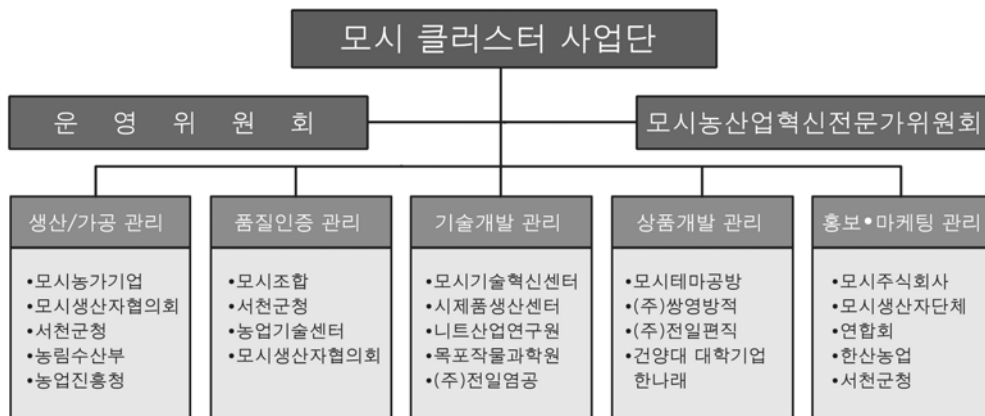 모시 클러스터 사업단
운 영 위 원 회
모시농산업혁신전문가위원회
생산/가공 관리
•모시농가기업
•모시생산자협의회
•서천군청
•농림수산부
•농업진흥청
품질인증 관리
•모시조합
•서천군청
•농업기술센터
•모시생산자협의회
기술개발 관리
•모시기술혁신센터
•시제품생산센터
•니트산업연구원
•목포작물과학원
•(주)전일염공
상품개발 관리
•모시테마공방
•(주)쌍영방적
•(주)전일편직
•건양대 대학기업
한나래
홍보•마케팅 관리
•모시주식회사
•모시생산자단체
•연합회
•한산농업
•서천군청